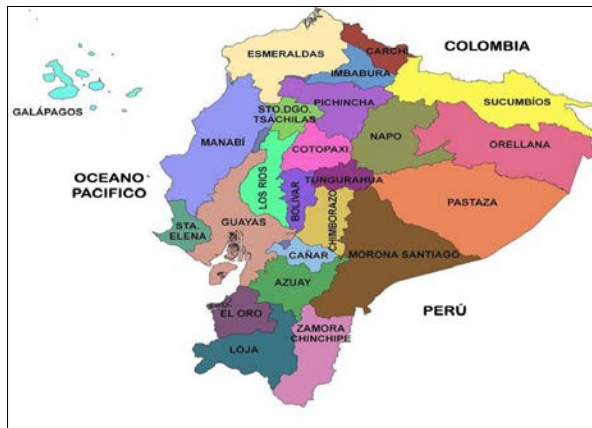 ESMERALDAS
CARCHI
COLOMBIA
IMBABURA
GALÁPAGOS
STO.DGO.
TSACHILAS
PICHINCHA
SUCUMBÍOS
MANABÍ
COTOPAXI
NAPO
ORELLANA
OCEANO
PACIFICO
LOS RIOS
BOLÍVAR
TUNGURAHUA
CHIMBORAZO
PASTAZA
STA.
ELENA
GUAYAS
CAÑAR
MORONA SANTIAGO
AZUAY
EL ORO
PERÚ
LOJA
ZAMORA
CHINCHIPE